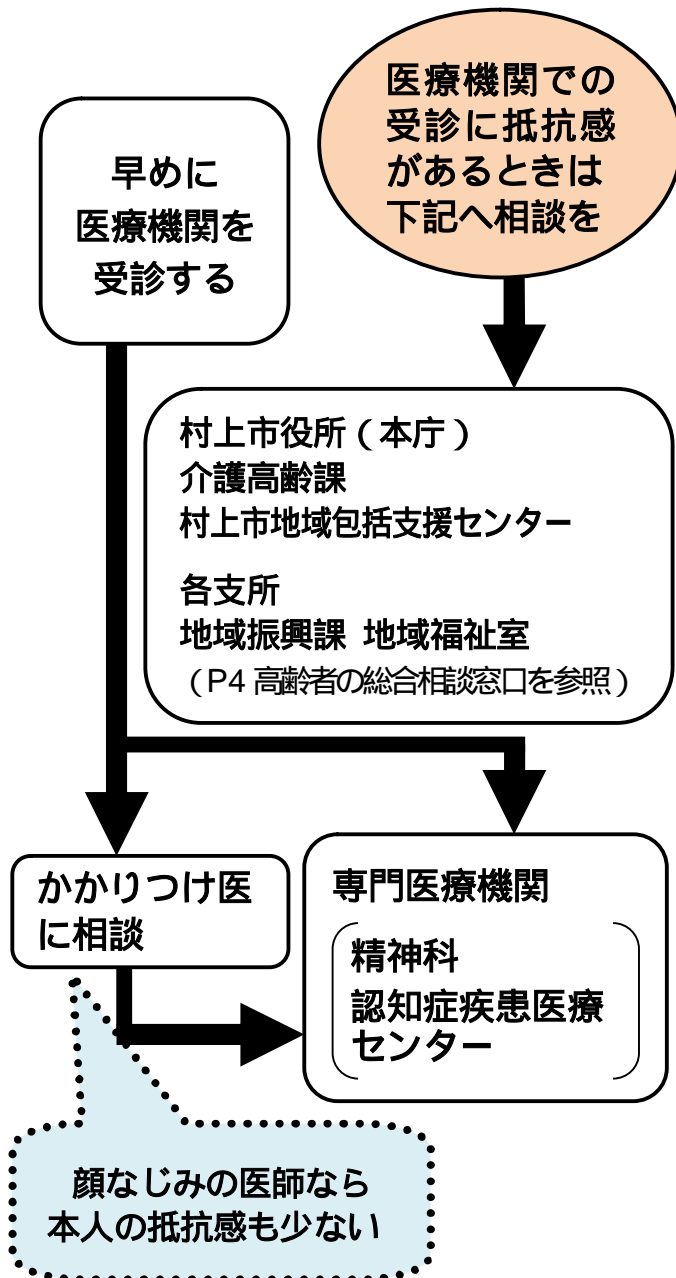 早めに
医療機関を
受診する
医療機関での
受診に抵抗感
があるときは
下記へ相談を
村上市役所（本庁）
介護高齢課
村上市地域包括支援センター
各支所
地域振興課 地域福祉室
（P4 高齢者の総合相談窓口を参照）
かかりつけ医
に相談
専門医療機関
精神科
認知症疾患医療
センター
顔なじみの医師なら
本人の抵抗感も少ない